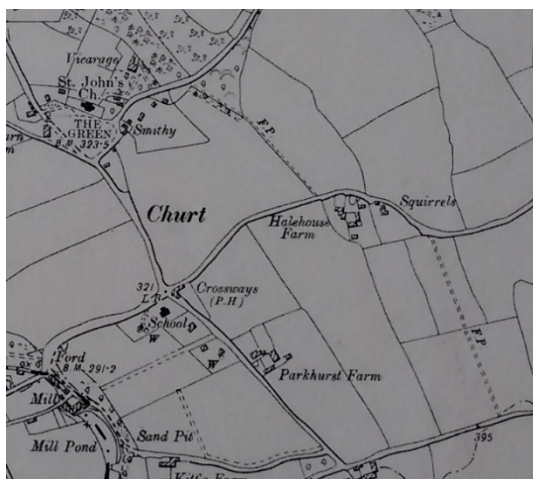 Vicarage
St. John's
Ch.
THE
GREEN
B.M. 323·5
Smithy
F.P.
Churt
Squirrels
Halehouse
Farm
321
Crossways
(P.H)
School
W
W
F.P.
Ford
B.M. 291·2
Mill
Parkhurst Farm
Mill Pond
Sand Pit
395